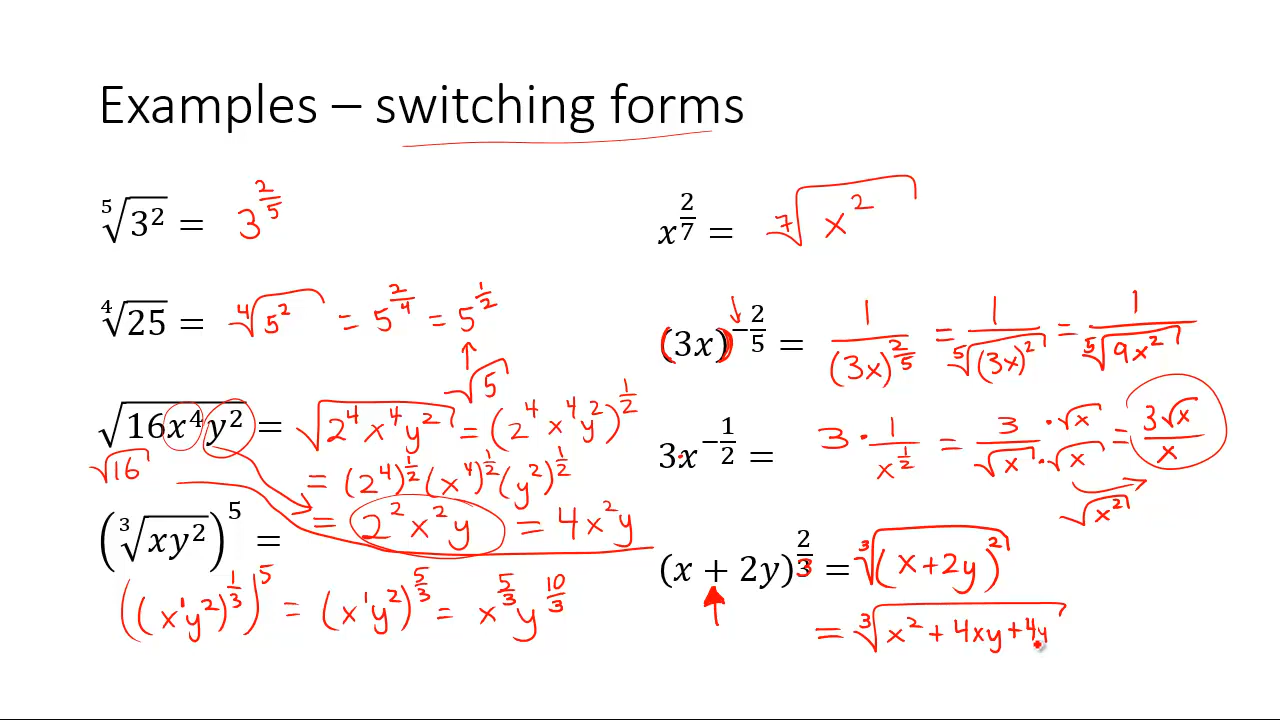 Examples – switching forms
⁵√(3²) = 3^(2/5)
⁴√25 = ⁴√(5²) = 5^(2/4) = 5^(1/2)
√5
√(16x⁴y²) = √(2⁴x⁴y²) = (2⁴x⁴y²)^(1/2)
√16
= (2⁴)^(1/2) (x⁴)^(1/2) (y²)^(1/2)
= 2²x²y = 4x²y
(³√(xy²))⁵ =
((x¹y²)^(1/3))⁵ = (x¹y²)^(5/3) = x^(5/3) y^(10/3)
x^(2/7) = ⁷√(x²)
(3x)^(−2/5) = 1/(3x)^(2/5) = 1/⁵√((3x)²) = 1/⁵√(9x²)
3·x^(−1/2) = 3 · 1/x^(1/2) = 3/√x · √x/√x = 3√x/x
√(x²)
(x + 2y)^(2/3) = ³√((x+2y)²)
= ³√(x² + 4xy + 4y